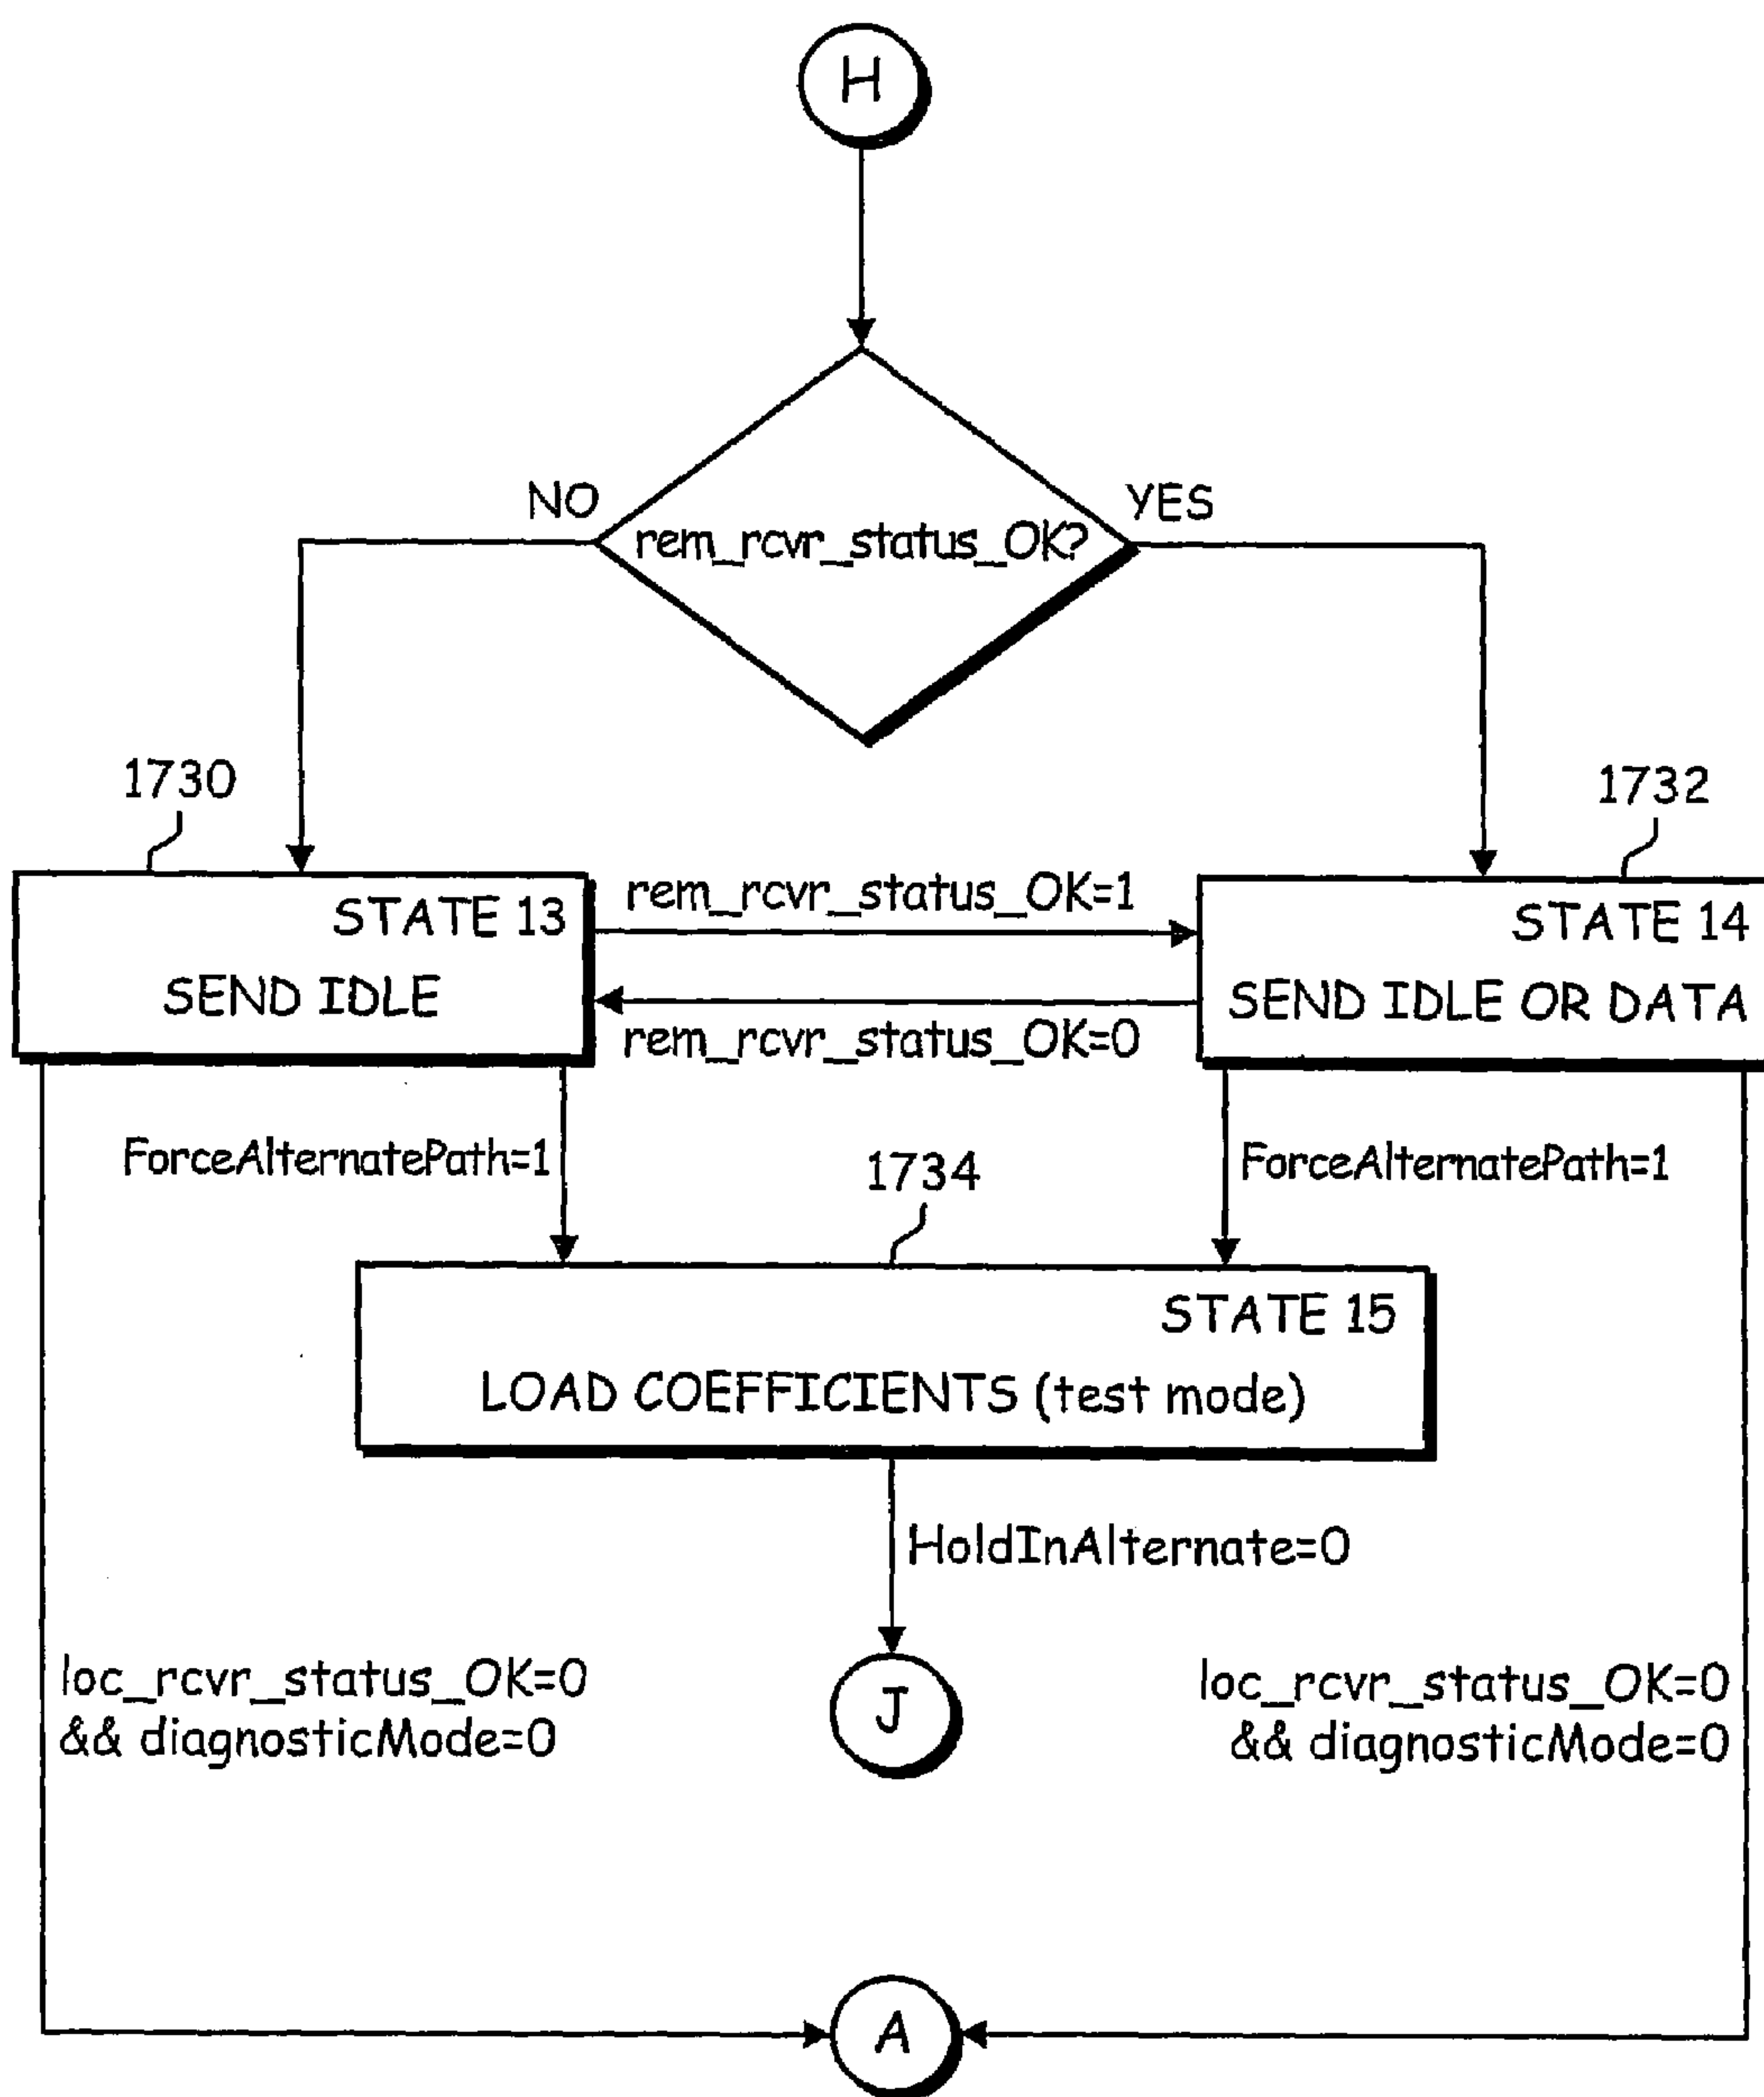 H
NO
YES
rem_rcvr_status_OK?
1730
1732
STATE 13
SEND IDLE
rem_rcvr_status_OK=1
rem_rcvr_status_OK=0
STATE 14
SEND IDLE OR DATA
ForceAlternatePath=1
1734
ForceAlternatePath=1
STATE 15
LOAD COEFFICIENTS (test mode)
HoldInAlternate=0
loc_rcvr_status_OK=0
&& diagnosticMode=0
J
loc_rcvr_status_OK=0
&& diagnosticMode=0
A